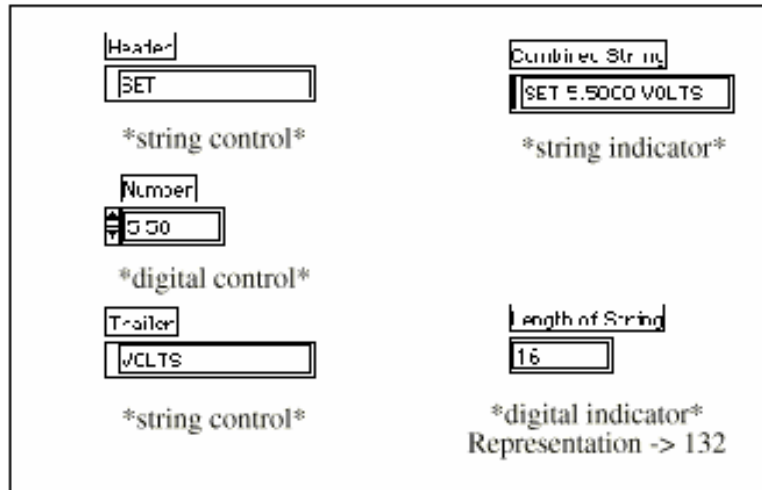 Header
SET
*string control*
Number
5.50
*digital control*
Trailer
VOLTS
*string control*
Combined String
SET 5.5000 VOLTS
*string indicator*
Length of String
16
*digital indicator*
Representation -> 132